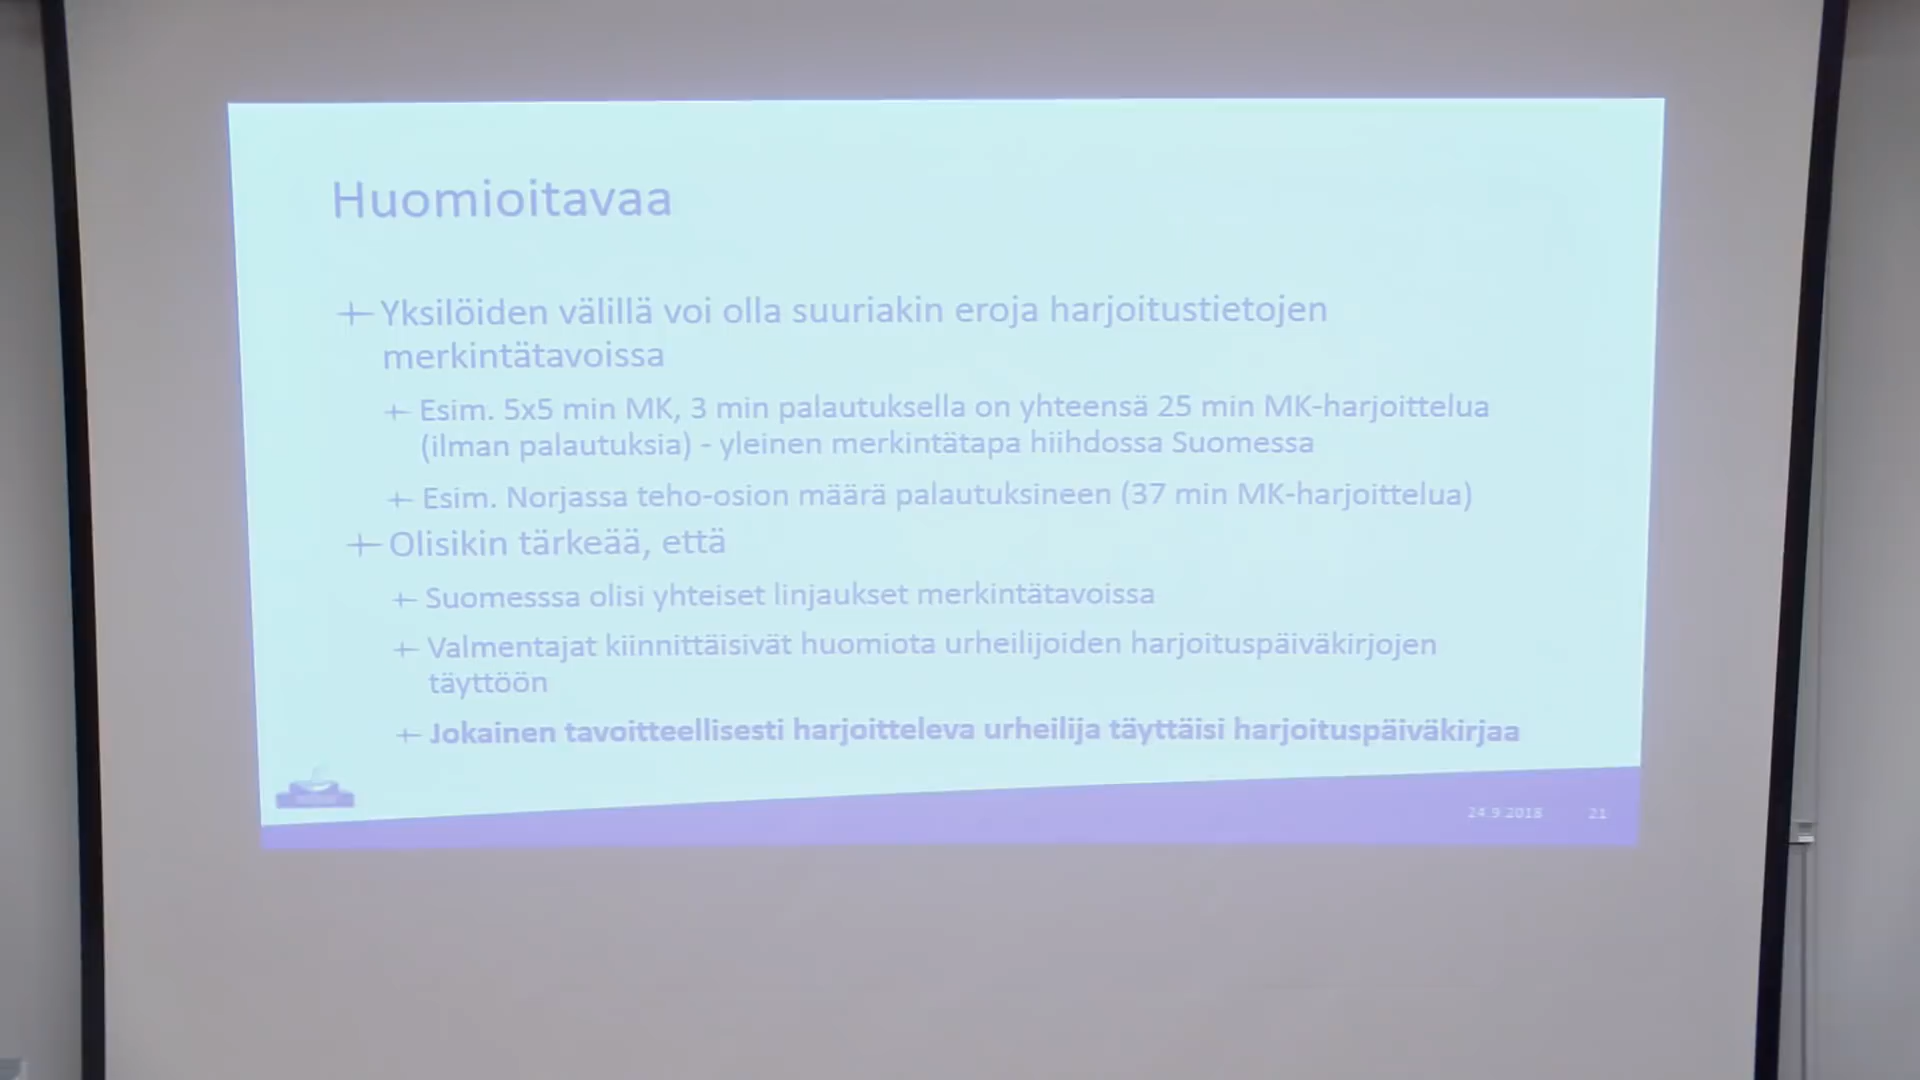 Huomioitavaa
Yksilöiden välillä voi olla suuriakin eroja harjoitustietojen
merkintätavoissa
Esim. 5x5 min MK, 3 min palautuksella on yhteensä 25 min MK-harjoittelua
(ilman palautuksia) - yleinen merkintätapa hiihdossa Suomessa
Esim. Norjassa teho-osion määrä palautuksineen (37 min MK-harjoittelua)
Olisikin tärkeää, että
Suomesssa olisi yhteiset linjaukset merkintätavoissa
Valmentajat kiinnittäisivät huomiota urheilijoiden harjoituspäiväkirjojen
täyttöön
Jokainen tavoitteellisesti harjoitteleva urheilija täyttäisi harjoituspäiväkirjaa
24.9.2018 21